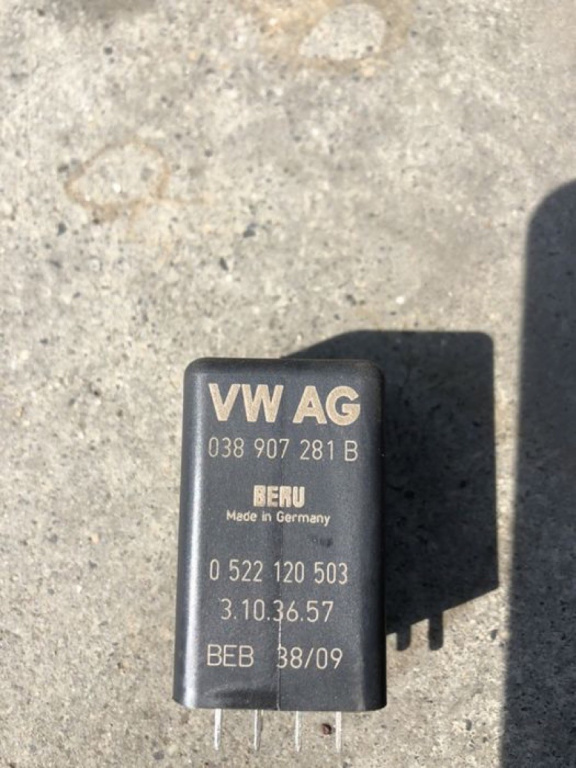 VW AG
038 907 281 B
BERU
Made in Germany
0 522 120 503
3.10.36.57
BEB 38/09